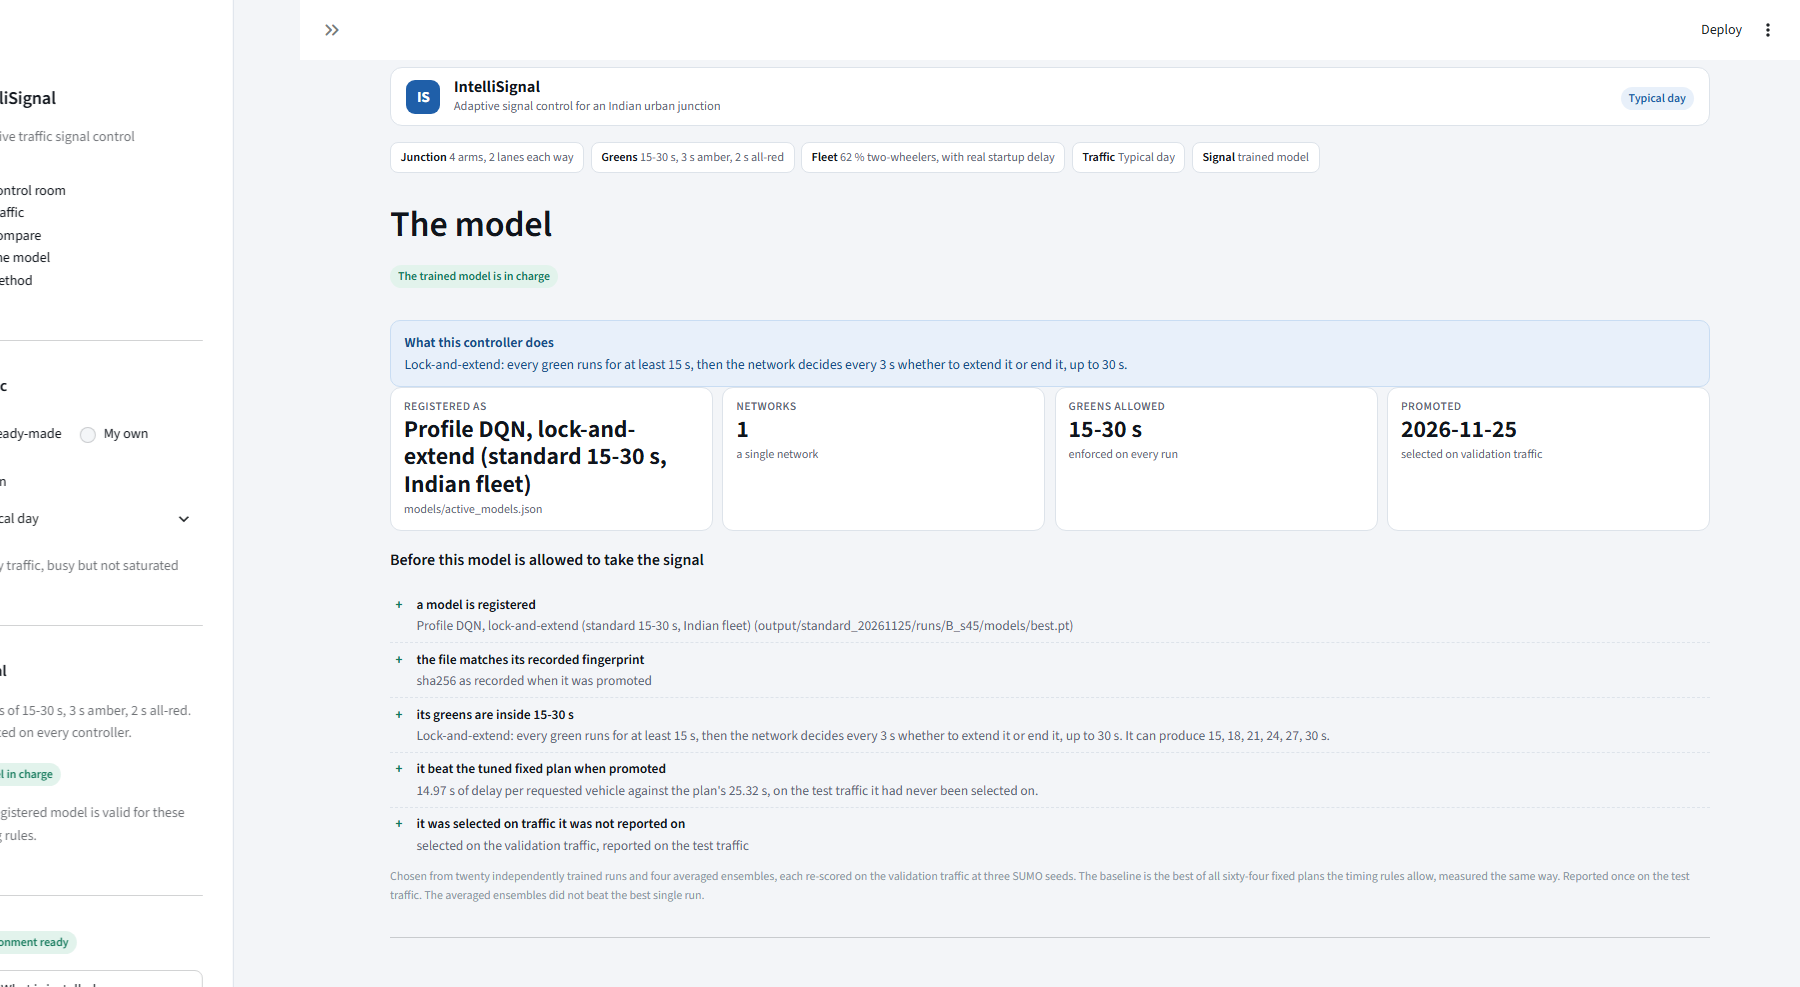 Deploy
IS
IntelliSignal
Adaptive signal control for an Indian urban junction
Typical day
Junction 4 arms, 2 lanes each way
Greens 15-30 s, 3 s amber, 2 s all-red
Fleet 62 % two-wheelers, with real startup delay
Traffic Typical day
Signal trained model
liSignal
ive traffic signal control
ontrol room
affic
ompare
ne model
ethod
c
eady-made
My own
n
cal day
y traffic, busy but not saturated
al
s of 15-30 s, 3 s amber, 2 s all-red.
ced on every controller.
l in charge
gistered model is valid for these
g rules.
onment ready
The model
The trained model is in charge
What this controller does
Lock-and-extend: every green runs for at least 15 s, then the network decides every 3 s whether to extend it or end it, up to 30 s.
REGISTERED AS
Profile DQN, lock-and-
extend (standard 15-30 s,
Indian fleet)
models/active_models.json
NETWORKS
1
a single network
GREENS ALLOWED
15-30 s
enforced on every run
PROMOTED
2026-11-25
selected on validation traffic
Before this model is allowed to take the signal
+ a model is registered
Profile DQN, lock-and-extend (standard 15-30 s, Indian fleet) (output/standard_20261125/runs/B_s45/models/best.pt)
+ the file matches its recorded fingerprint
sha256 as recorded when it was promoted
+ its greens are inside 15-30 s
Lock-and-extend: every green runs for at least 15 s, then the network decides every 3 s whether to extend it or end it, up to 30 s. It can produce 15, 18, 21, 24, 27, 30 s.
+ it beat the tuned fixed plan when promoted
14.97 s of delay per requested vehicle against the plan's 25.32 s, on the test traffic it had never been selected on.
+ it was selected on traffic it was not reported on
selected on the validation traffic, reported on the test traffic
Chosen from twenty independently trained runs and four averaged ensembles, each re-scored on the validation traffic at three SUMO seeds. The baseline is the best of all sixty-four fixed plans the timing rules allow, measured the same way. Reported once on the test
traffic. The averaged ensembles did not beat the best single run.